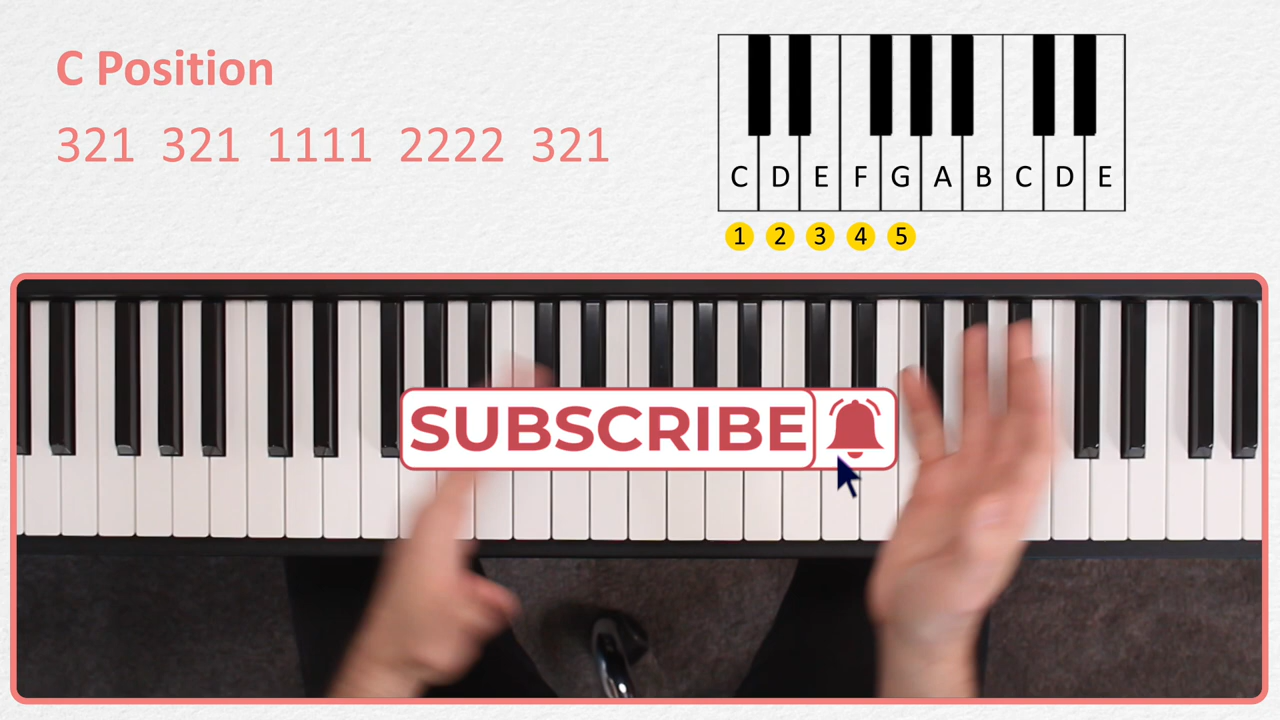 C Position
321 321 1111 2222 321
C D E F G A B C D E
1 2 3 4 5
SUBSCRIBE